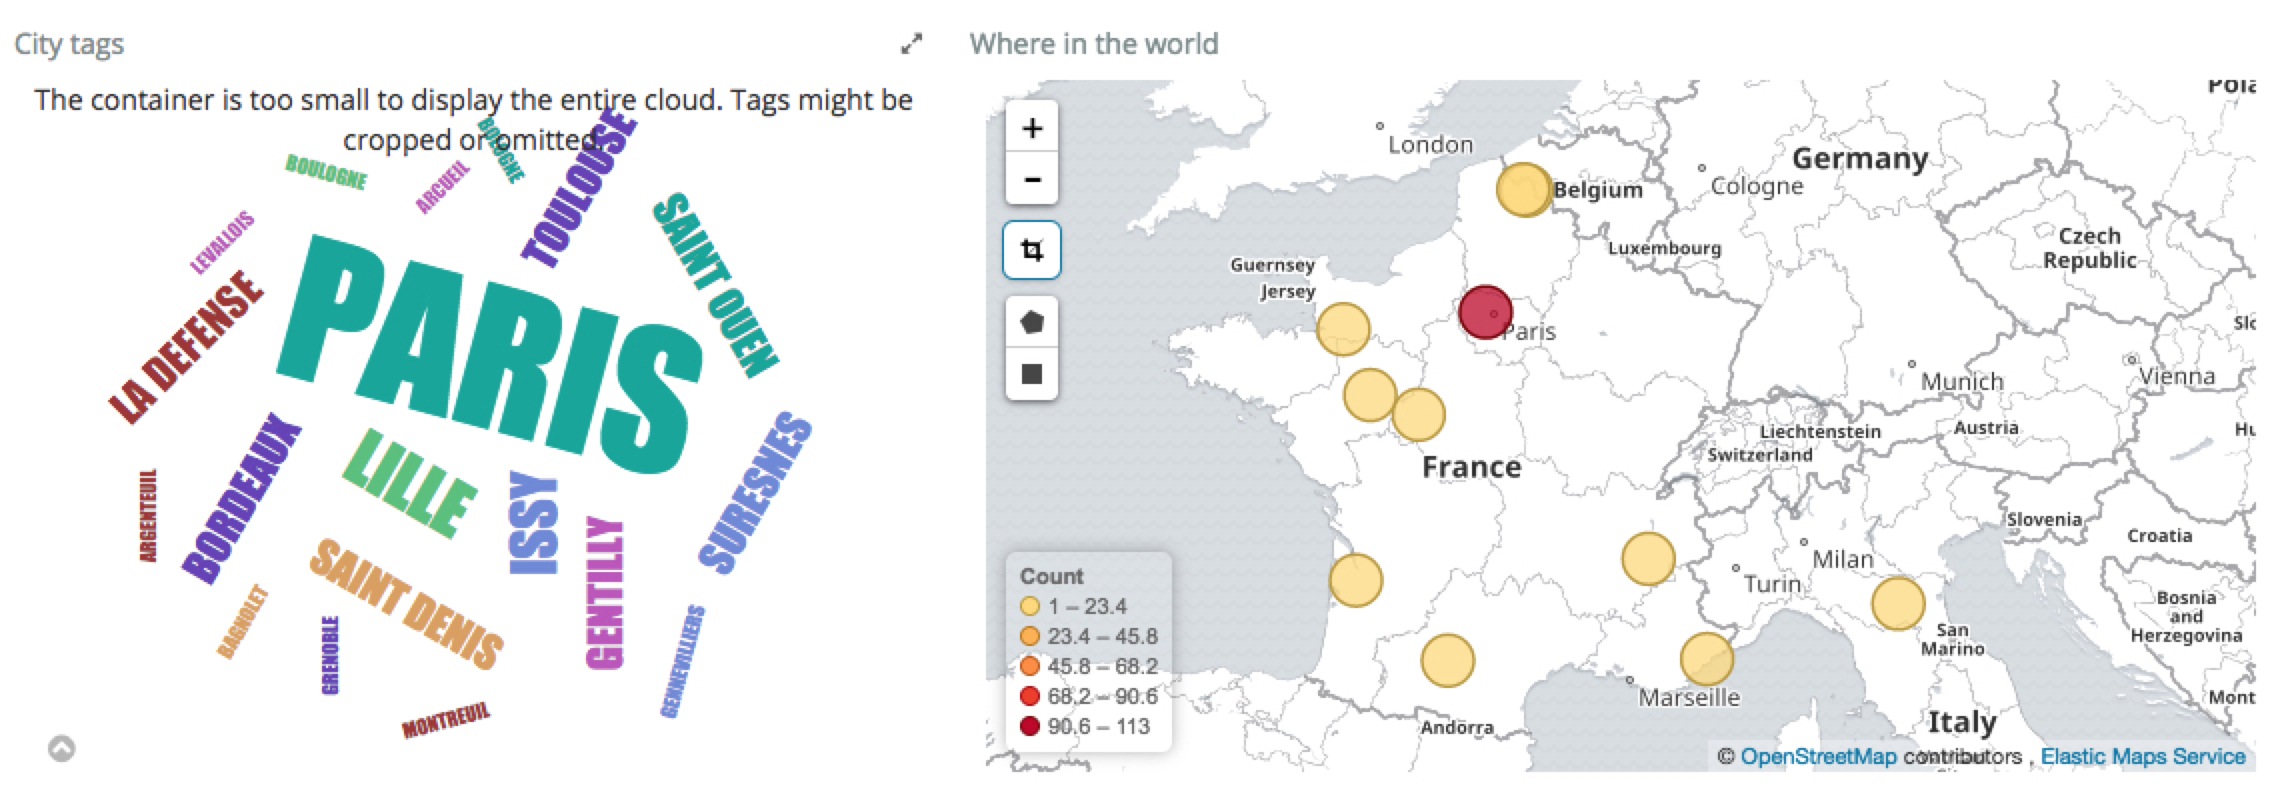 City tags
The container is too small to display the entire cloud. Tags might be
cropped or omitted.
BOULOGNE
ARCUEIL
BOLOGNE
TOULOUSE
LEVALLOIS
SAINT OUEN
PARIS
LA DEFENSE
BORDEAUX
LILLE
ISSY
SURESNES
ARGENTEUIL
GENTILLY
SAINT DENIS
BAGNOLET
GRENOBLE
GENNEVILLIERS
MONTREUIL
Where in the world
+
−
London
Belgium
Cologne
Germany
Luxembourg
Czech
Republic
Guernsey
Jersey
Paris
Munich
Vienna
Liechtenstein
Austria
Switzerland
France
Slovenia
Croatia
Milan
Turin
Bosnia
and
Herzegovina
San
Marino
Marseille
Andorra
Italy
Mont
Hu
Slo
Pola
Count
1 – 23.4
23.4 – 45.8
45.8 – 68.2
68.2 – 90.6
90.6 – 113
© OpenStreetMap contributors , Elastic Maps Service